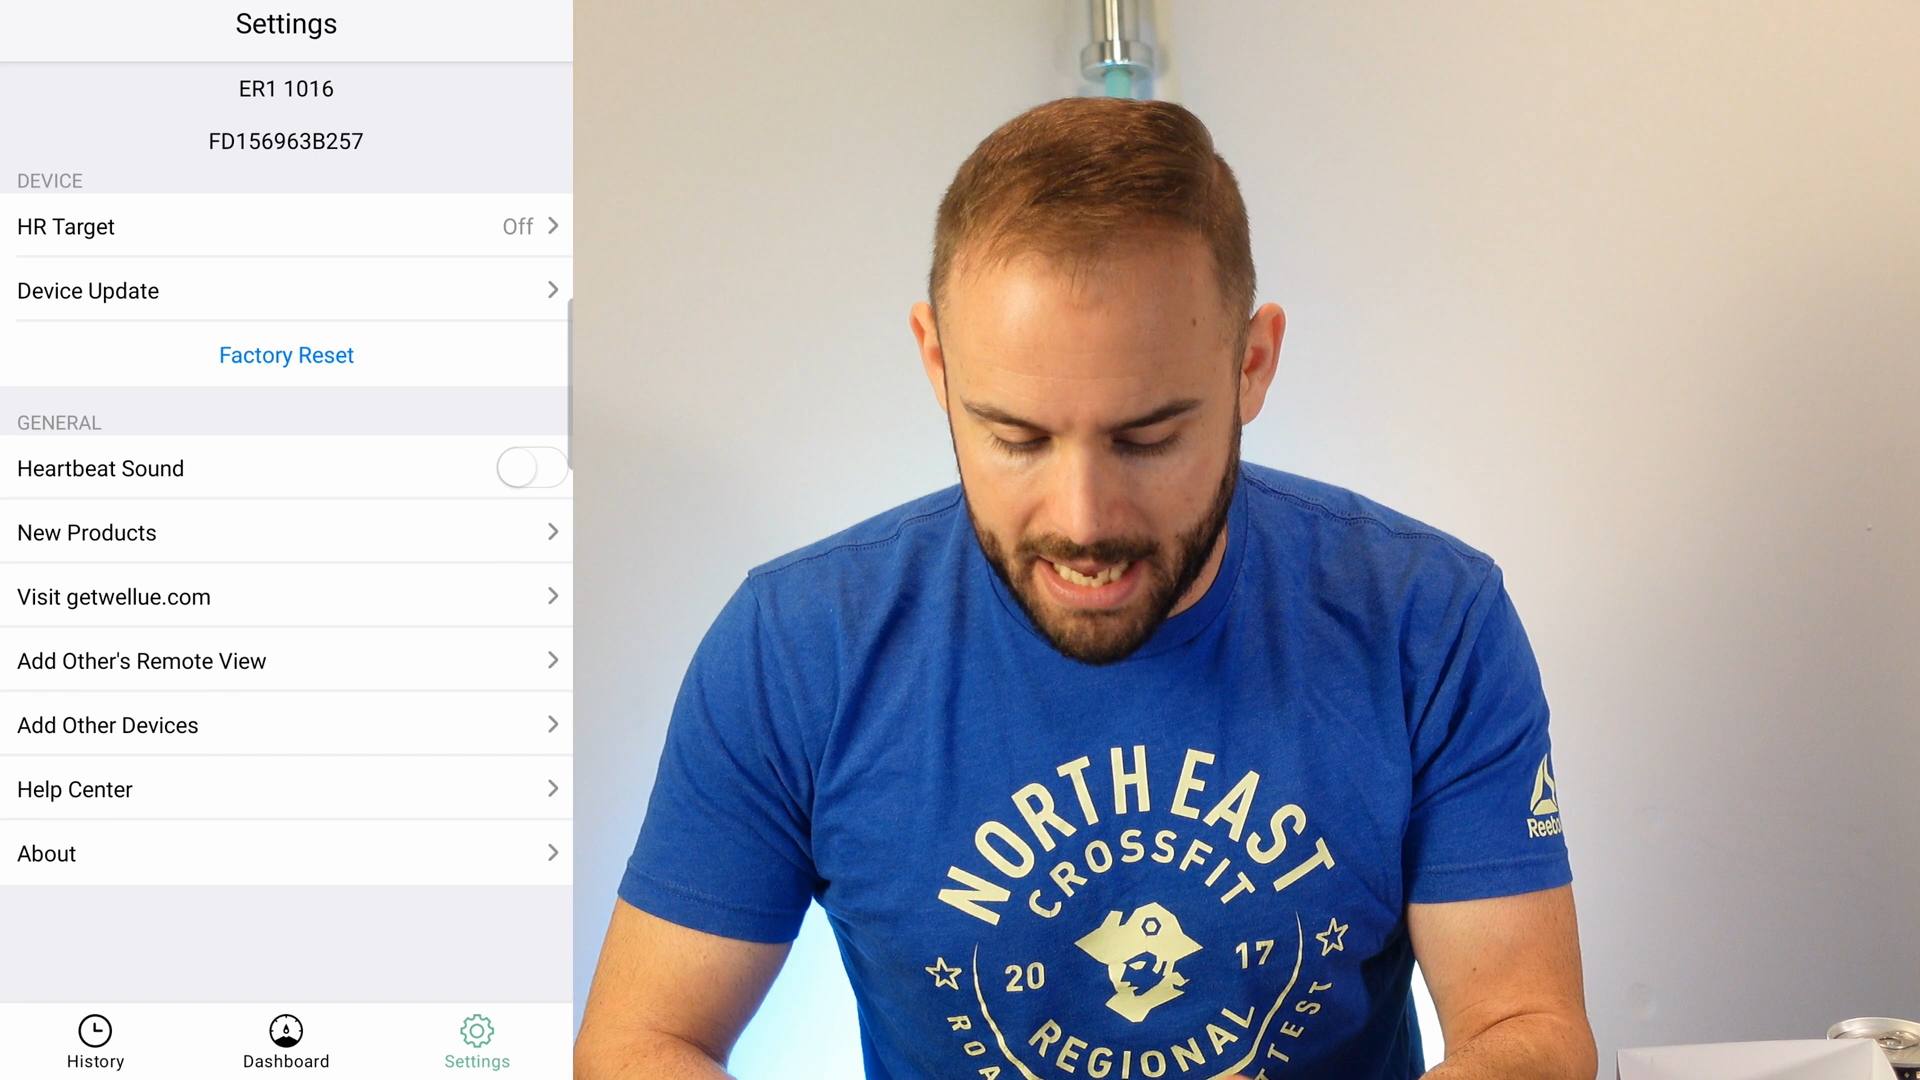 Settings
ER1 1016
FD156963B257
DEVICE
HR Target Off
Device Update
Factory Reset
GENERAL
Heartbeat Sound
New Products
Visit getwellue.com
Add Other's Remote View
Add Other Devices
Help Center
About
History Dashboard Settings
NORTH EAST
CROSSFIT
20 17
REGIONAL